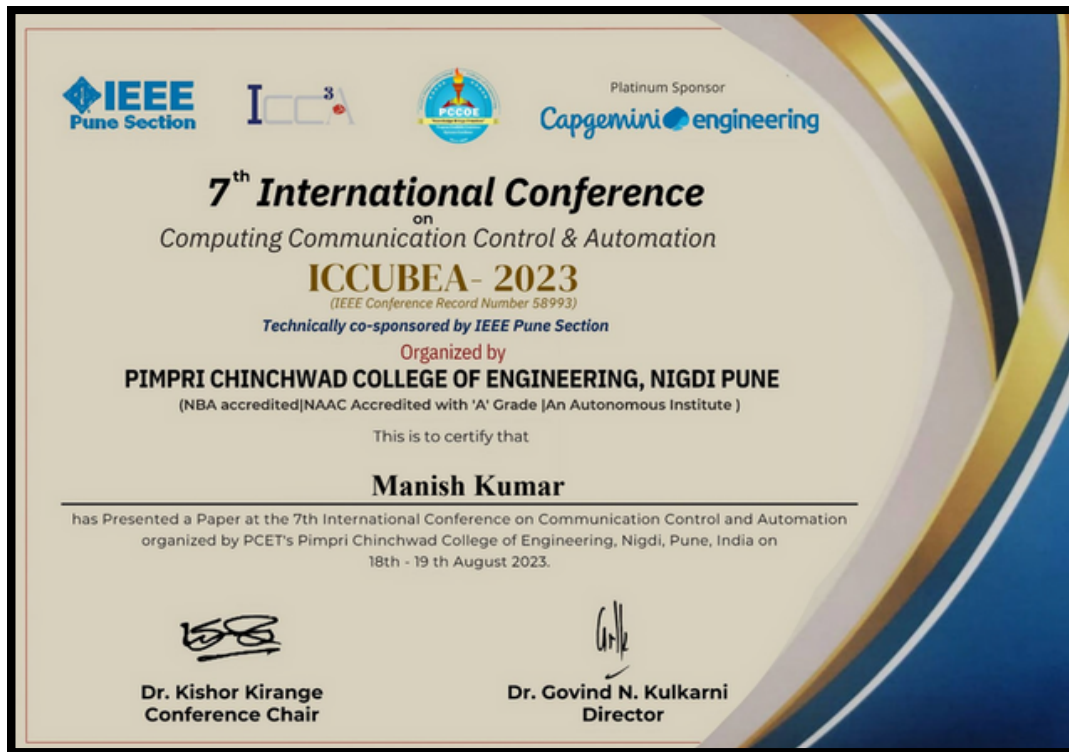 IEEE
Pune Section
ICC³A
PCCOE
Platinum Sponsor
Capgemini engineering
7th International Conference
on
Computing Communication Control & Automation
ICCUBEA- 2023
(IEEE Conference Record Number 58993)
Technically co-sponsored by IEEE Pune Section
Organized by
PIMPRI CHINCHWAD COLLEGE OF ENGINEERING, NIGDI PUNE
(NBA accredited|NAAC Accredited with 'A' Grade |An Autonomous Institute )
This is to certify that
Manish Kumar
has Presented a Paper at the 7th International Conference on Communication Control and Automation
organized by PCET's Pimpri Chinchwad College of Engineering, Nigdi, Pune, India on
18th - 19 th August 2023.
Dr. Kishor Kirange
Conference Chair
Dr. Govind N. Kulkarni
Director